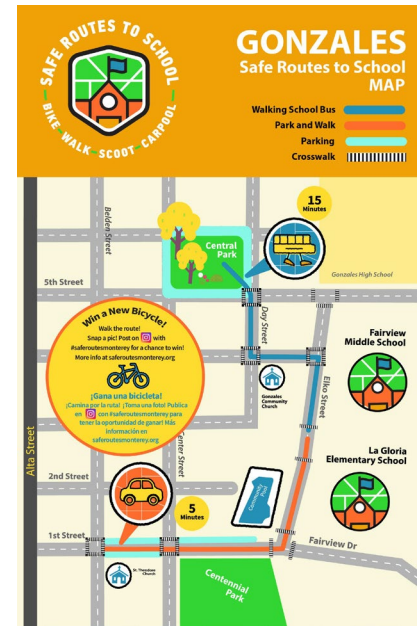 SAFE ROUTES TO SCHOOL
BIKE-WALK-SCOOT-CARPOOL
GONZALES
Safe Routes to School
MAP
Walking School Bus
Park and Walk
Parking
Crosswalk
15
Minutes
Belden Street
Central
Park
5th Street
Gonzales High School
Day Street
Win a New Bicycle!
Walk the route!
Snap a pic! Post on with
#saferoutesmonterey for a chance to win!
More info at saferoutesmonterey.org
¡Gana una bicicleta!
¡Camina por la ruta! ¡Toma una foto! Publica
en con #saferoutesmonterey para
tener la oportunidad de ganar! Más
información en
saferoutesmonterey.org
Fairview
Middle School
Gonzales
Community
Church
Elko Street
Alta Street
Center Street
La Gloria
Elementary School
2nd Street
5
Minutes
Community Pool
1st Street
Fairview Dr
St. Theodore
Church
Centennial
Park